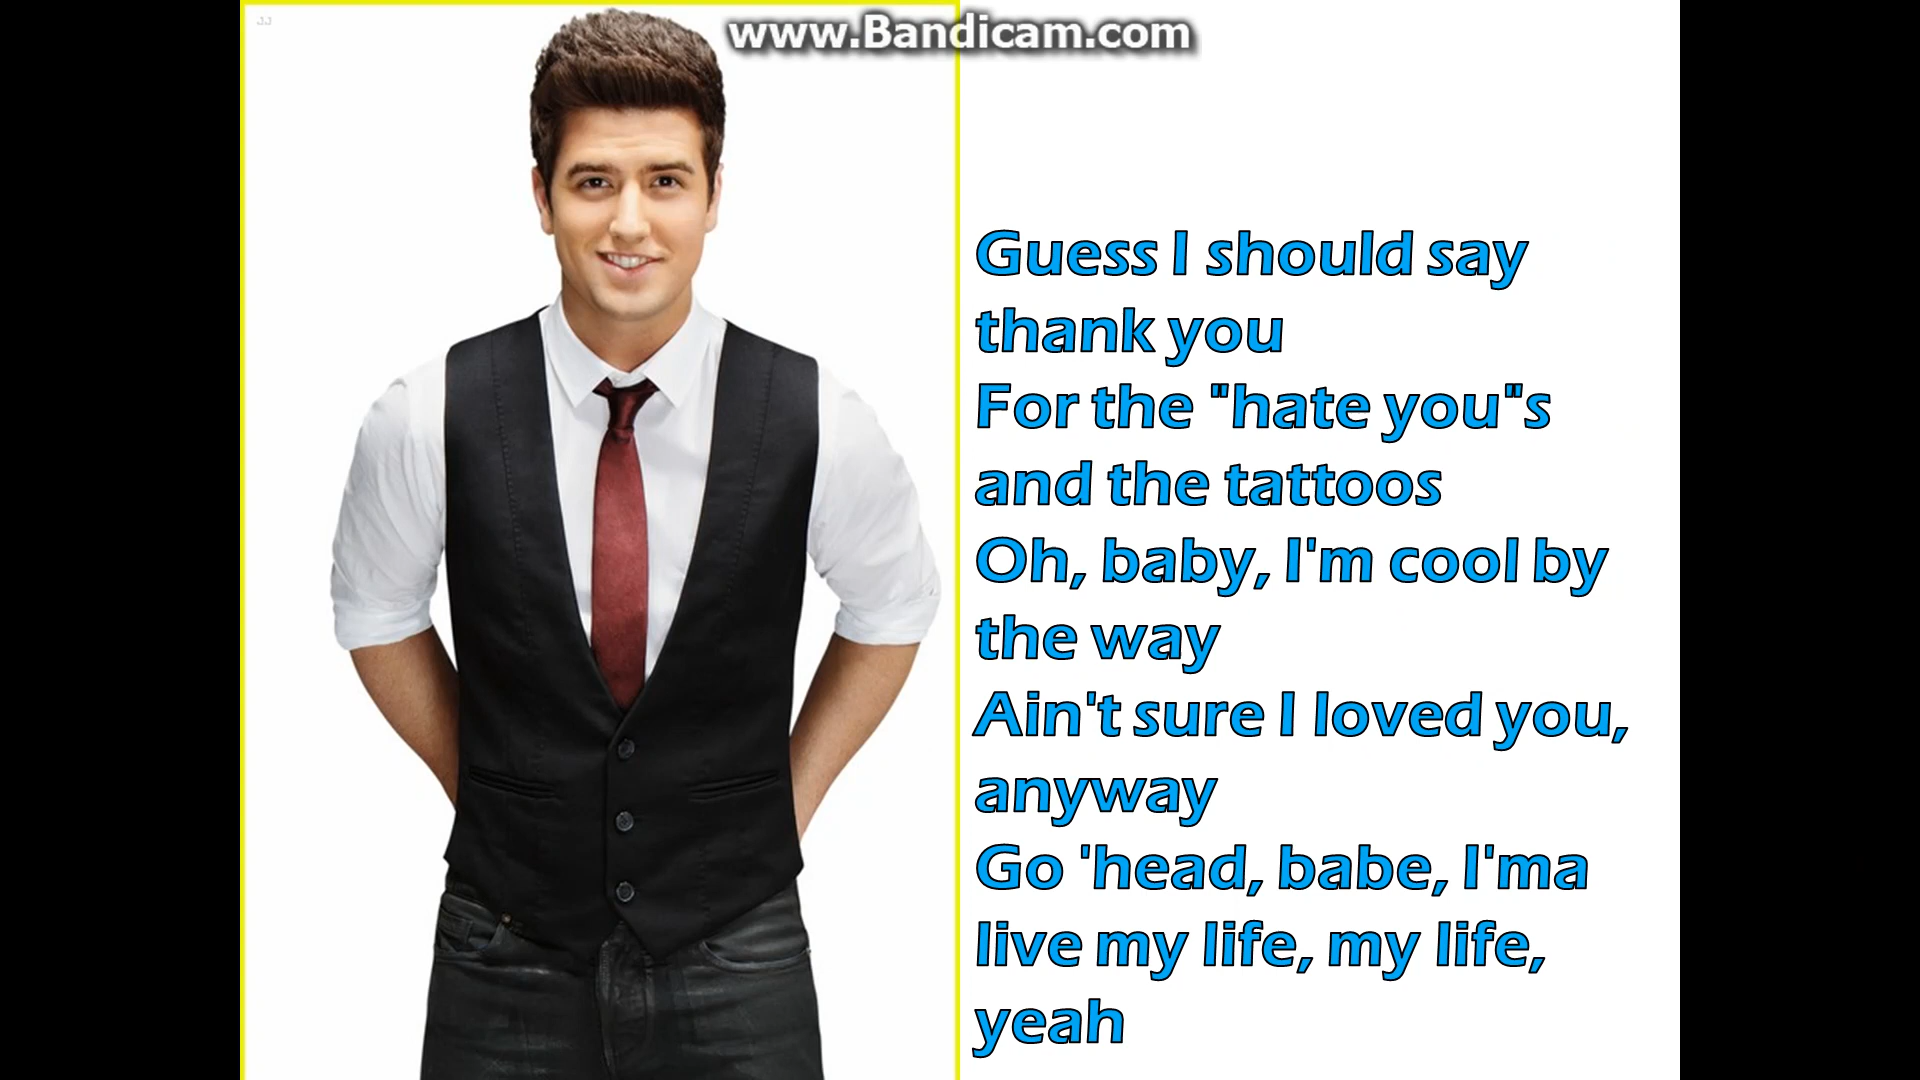 JJ
www.Bandicam.com
Guess I should say
thank you
For the "hate you"s
and the tattoos
Oh, baby, I'm cool by
the way
Ain't sure I loved you,
anyway
Go 'head, babe, I'ma
live my life, my life,
yeah